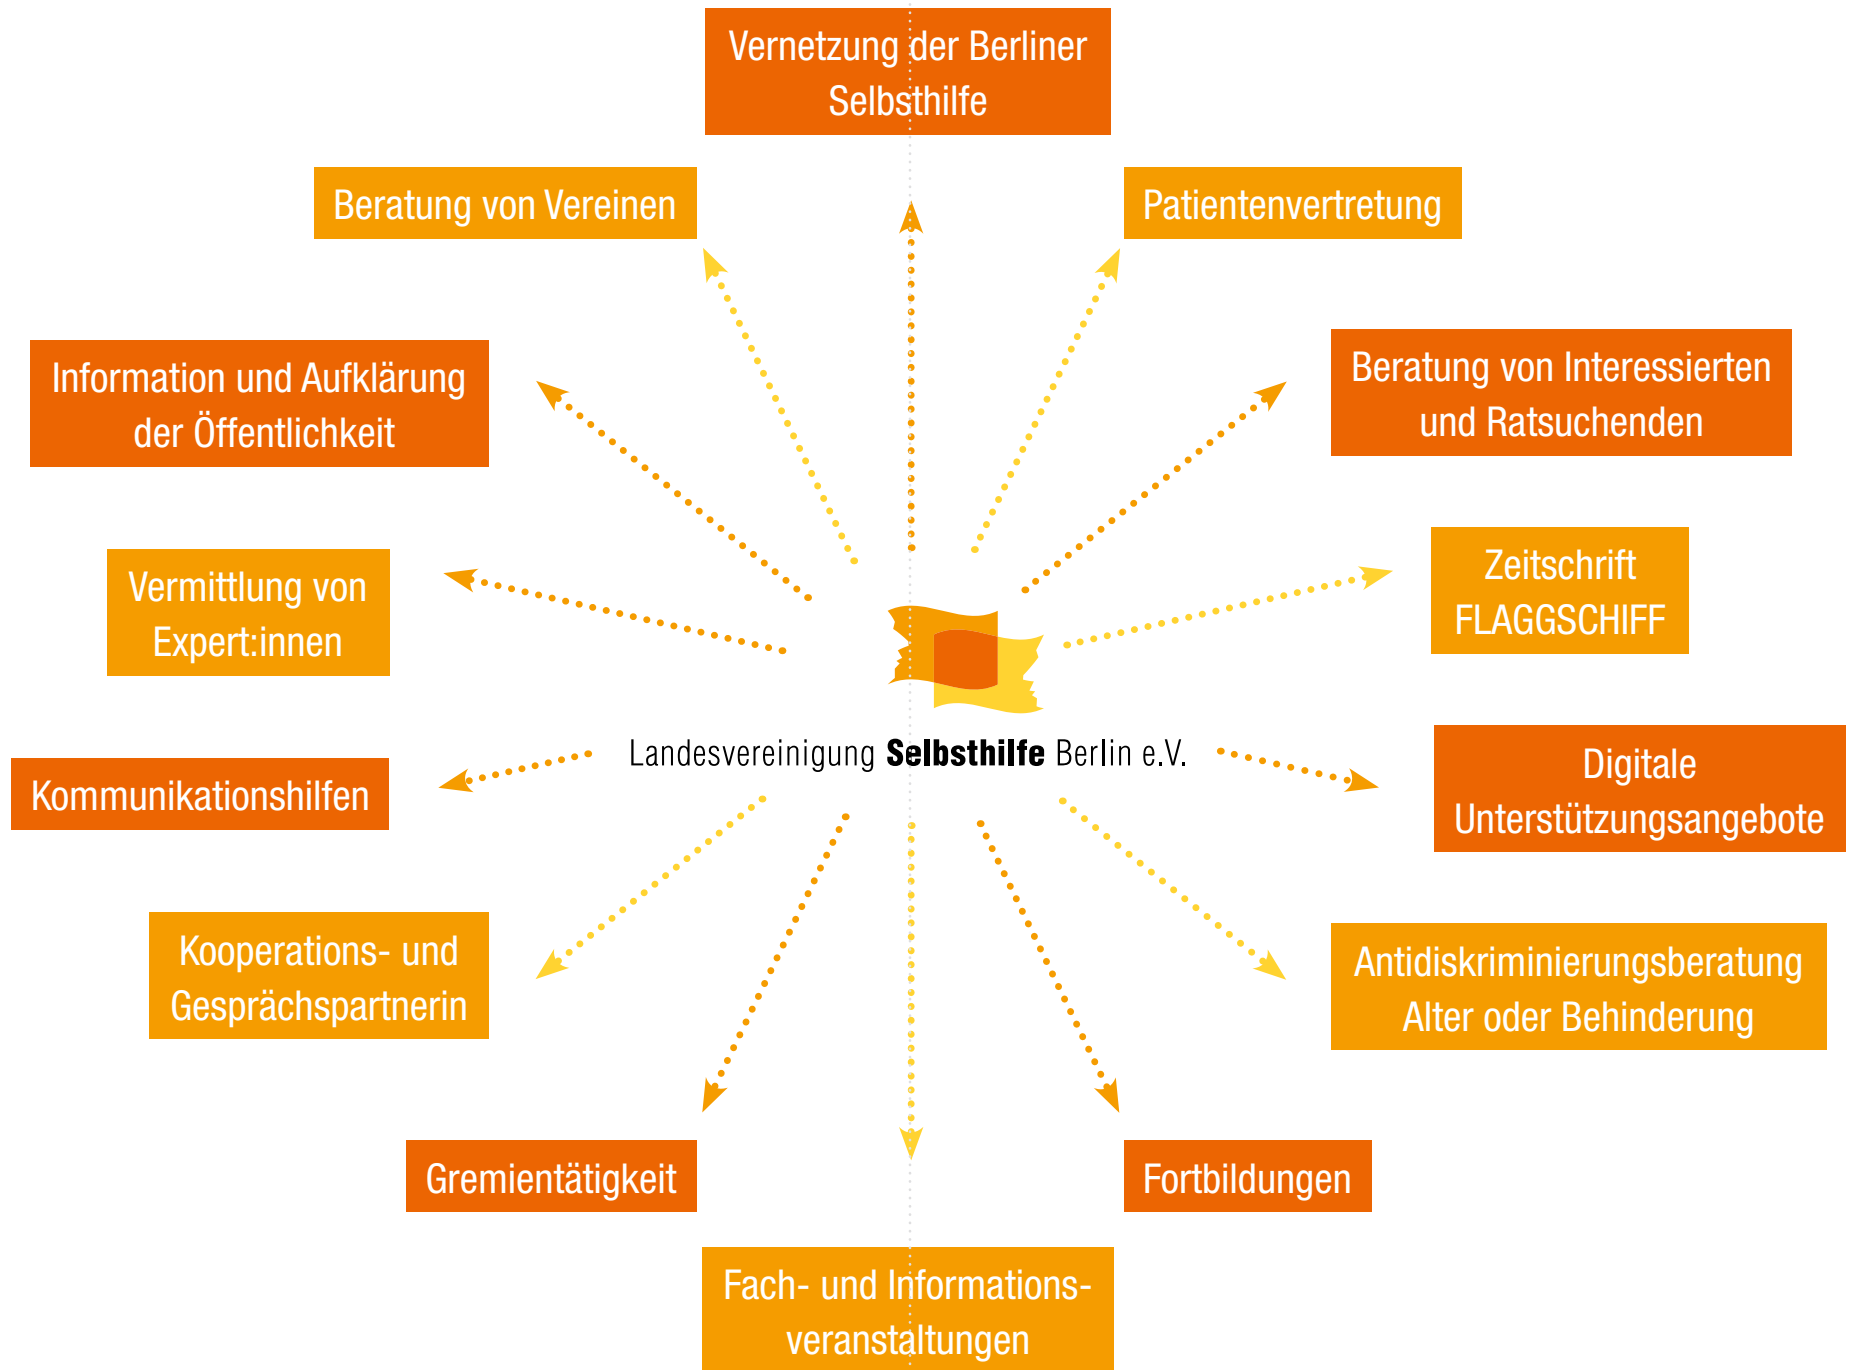 Vernetzung der Berliner
Selbsthilfe
Beratung von Vereinen
Patientenvertretung
Information und Aufklärung
der Öffentlichkeit
Beratung von Interessierten
und Ratsuchenden
Vermittlung von
Expert:innen
Zeitschrift
FLAGGSCHIFF
Landesvereinigung Selbsthilfe Berlin e.V.
Kommunikationshilfen
Digitale
Unterstützungsangebote
Kooperations- und
Gesprächspartnerin
Antidiskriminierungsberatung
Alter oder Behinderung
Gremientätigkeit
Fortbildungen
Fach- und Informations-
veranstaltungen